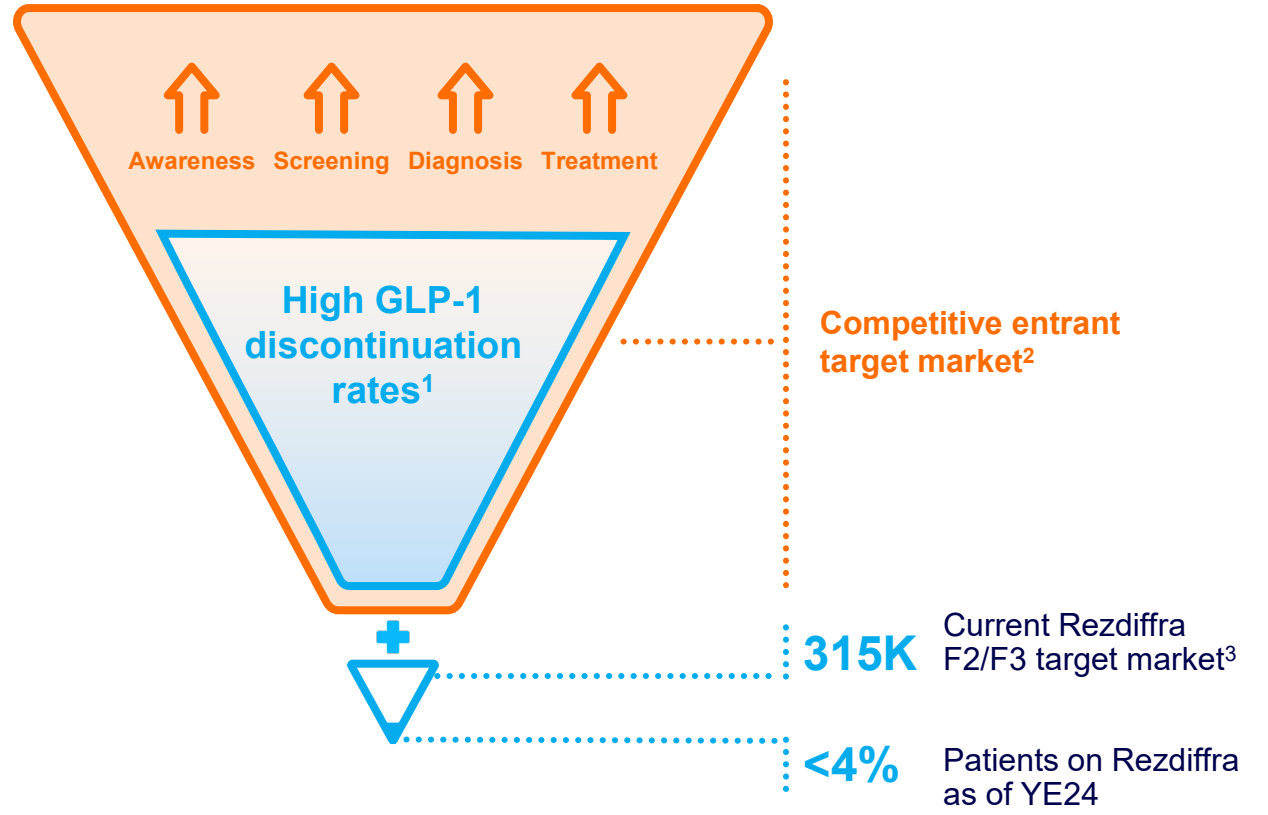 Awareness Screening Diagnosis Treatment
High GLP-1
discontinuation
rates¹
Competitive entrant
target market²
315K
Current Rezdiffra
F2/F3 target market³
<4%
Patients on Rezdiffra
as of YE24